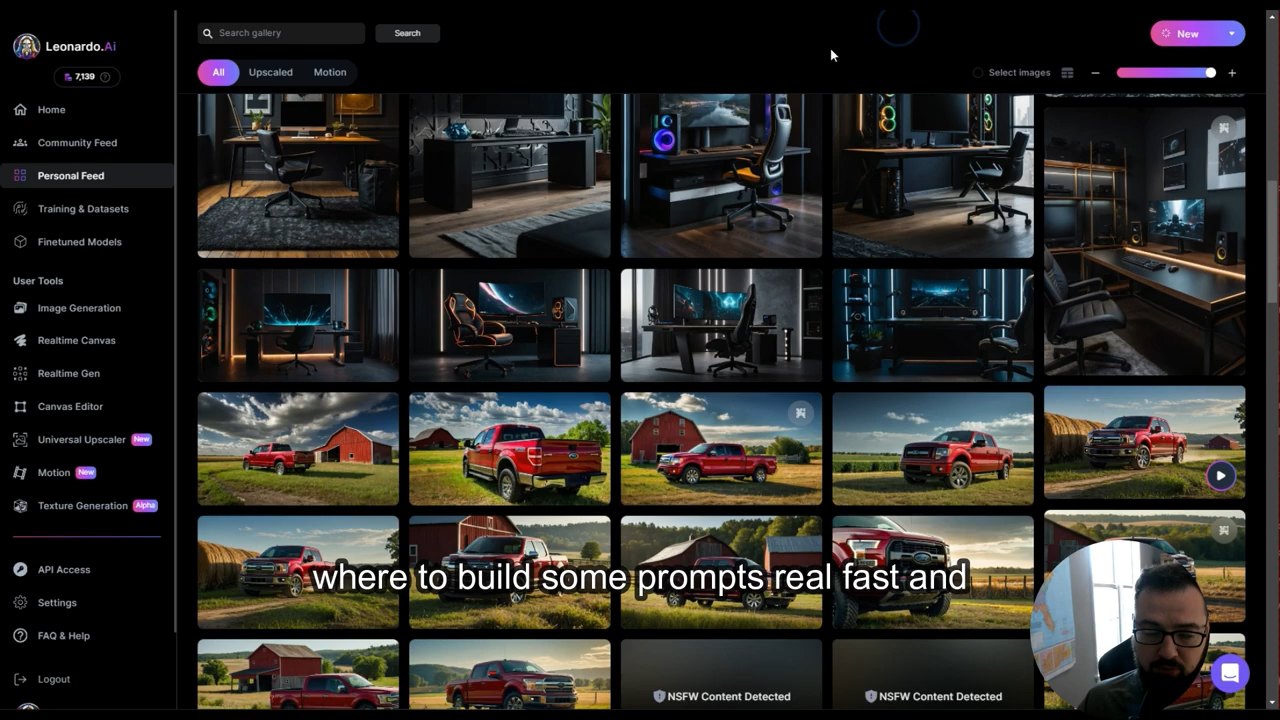 Leonardo.Ai
7,139
Home
Community Feed
Personal Feed
Training & Datasets
Finetuned Models
User Tools
Image Generation
Realtime Canvas
Realtime Gen
Canvas Editor
Universal Upscaler New
Motion New
Texture Generation Alpha
API Access
Settings
FAQ & Help
Logout
Search gallery
Search
New
All
Upscaled
Motion
Select images
where to build some prompts real fast and
NSFW Content Detected
NSFW Content Detected